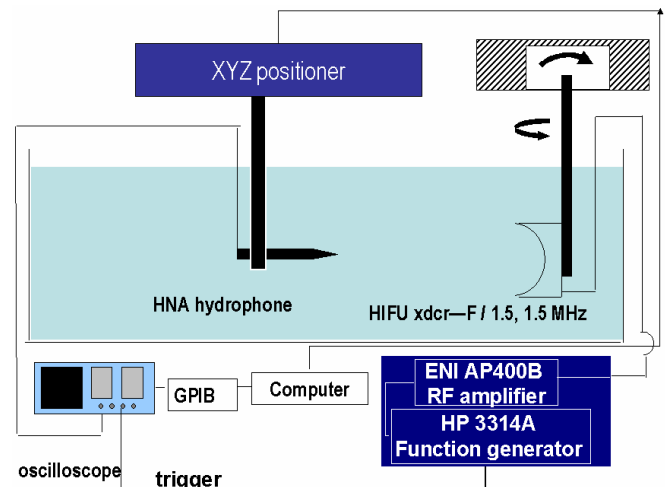 XYZ positioner
HNA hydrophone
HIFU xdcr—F / 1.5, 1.5 MHz
GPIB
Computer
ENI AP400B
RF amplifier
HP 3314A
Function generator
oscilloscope
trigger